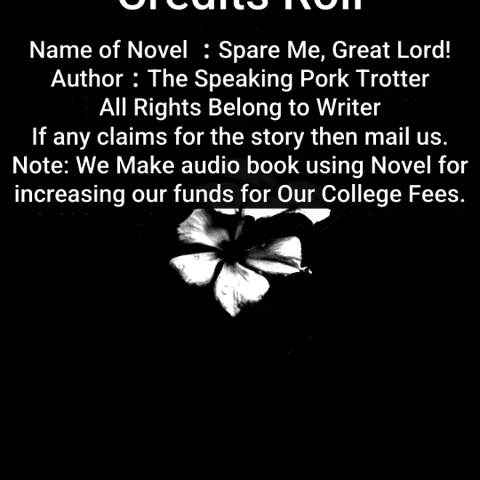 Credits Roll
Name of Novel : Spare Me, Great Lord!
Author : The Speaking Pork Trotter
All Rights Belong to Writer
If any claims for the story then mail us.
Note: We Make audio book using Novel for
increasing our funds for Our College Fees.